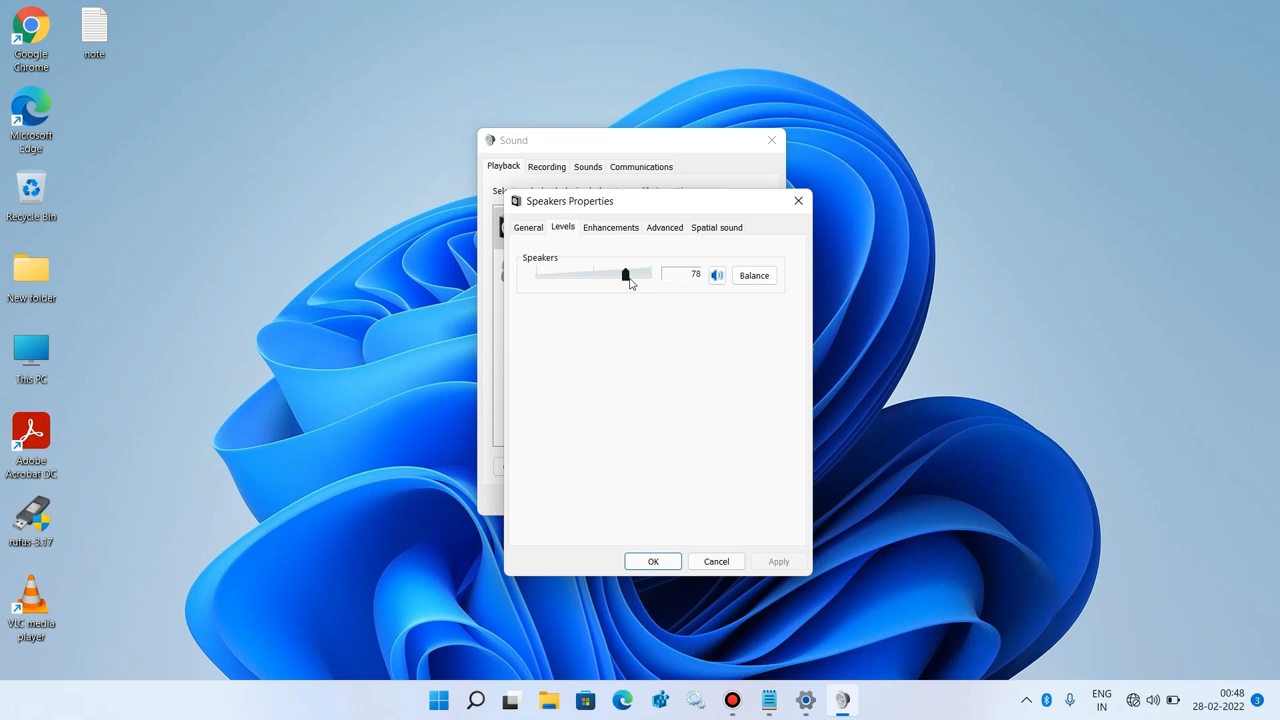 Google
Chrome
note
Microsoft
Edge
Recycle Bin
New folder
This PC
Adobe
Acrobat DC
rufus-3.17
VLC media
player
Sound
Playback Recording Sounds Communications
Speakers Properties
General Levels Enhancements Advanced Spatial sound
Speakers
78
Balance
OK Cancel Apply
ENG
IN
00:48
28-02-2022
3